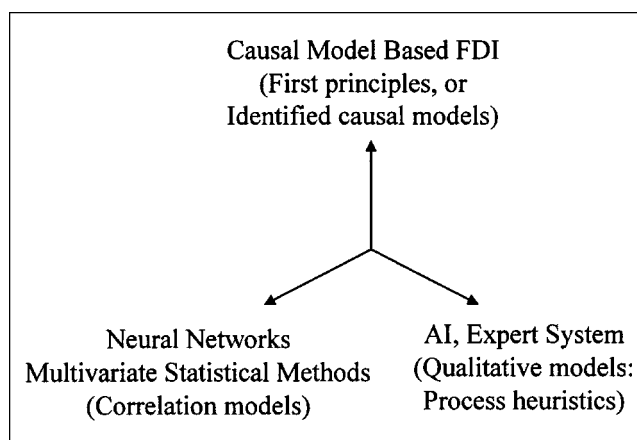 Causal Model Based FDI
(First principles, or
Identified causal models)
Neural Networks
Multivariate Statistical Methods
(Correlation models)
AI, Expert System
(Qualitative models:
Process heuristics)